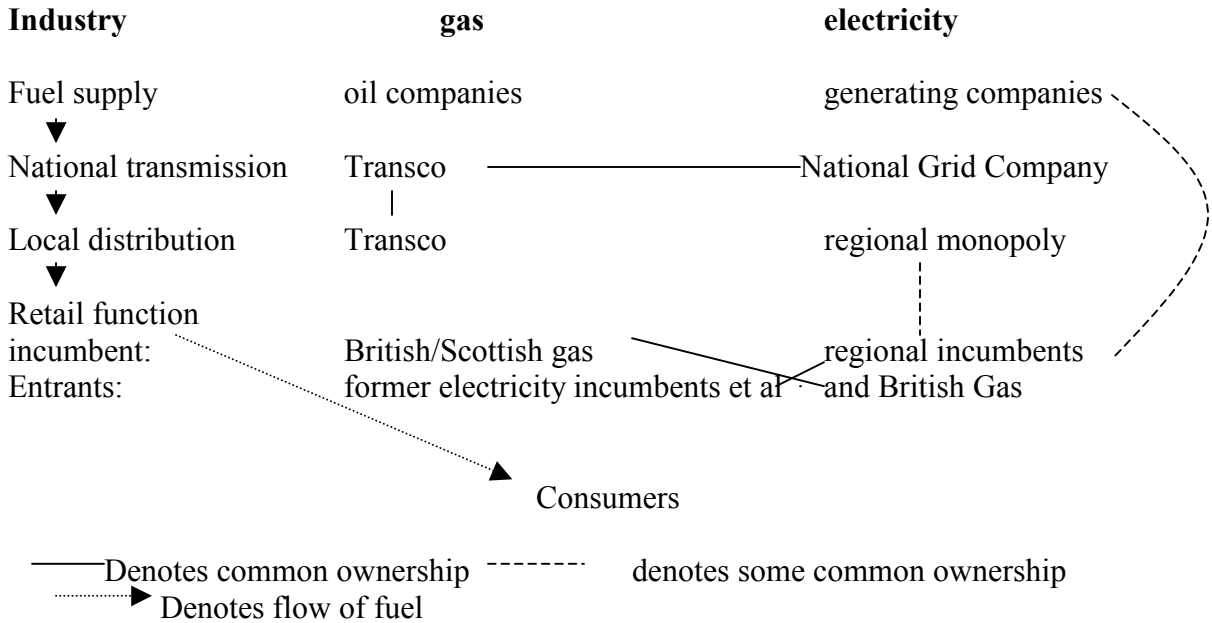 Industry gas electricity
Fuel supply oil companies generating companies
National transmission Transco National Grid Company
Local distribution Transco regional monopoly
Retail function
incumbent: British/Scottish gas regional incumbents
Entrants: former electricity incumbents et al and British Gas
Consumers
Denotes common ownership denotes some common ownership
Denotes flow of fuel